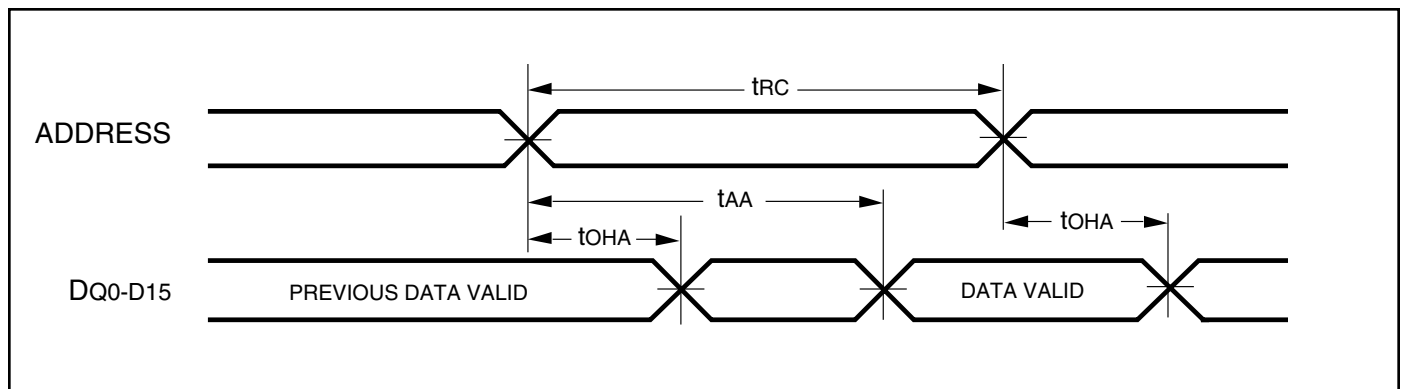 tRC
ADDRESS
tAA
tOHA
tOHA
DQ0-D15
PREVIOUS DATA VALID
DATA VALID